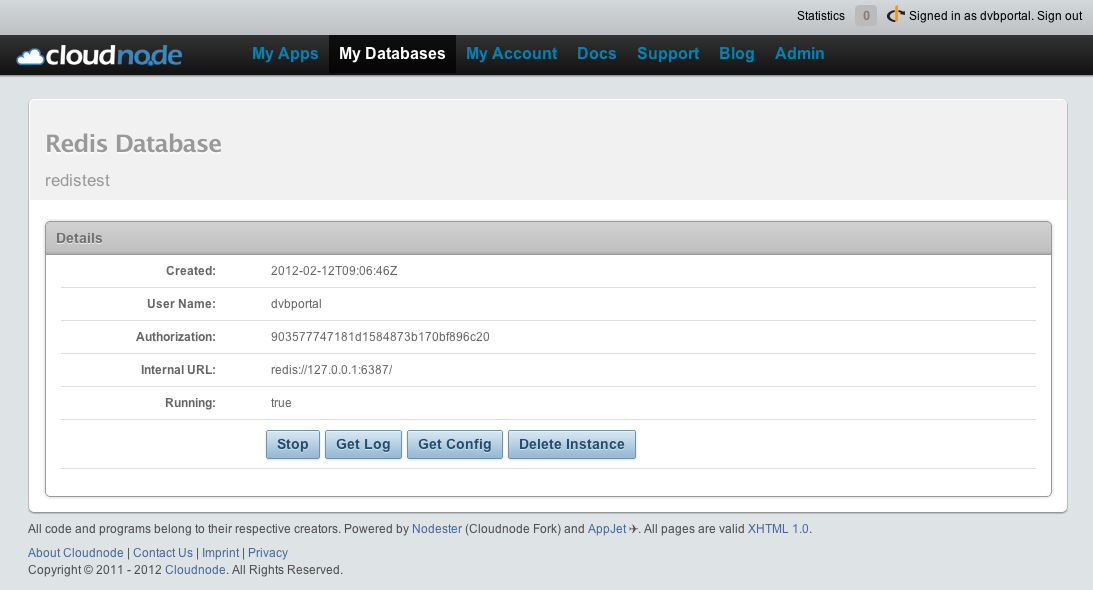 Statistics 0 Signed in as dvbportal. Sign out
cloudnode My Apps My Databases My Account Docs Support Blog Admin
Redis Database
redistest
Details
Created: 2012-02-12T09:06:46Z
User Name: dvbportal
Authorization: 903577747181d1584873b170bf896c20
Internal URL: redis://127.0.0.1:6387/
Running: true
Stop Get Log Get Config Delete Instance
All code and programs belong to their respective creators. Powered by Nodester (Cloudnode Fork) and AppJet ✈. All pages are valid XHTML 1.0.
About Cloudnode | Contact Us | Imprint | Privacy
Copyright © 2011 - 2012 Cloudnode. All Rights Reserved.